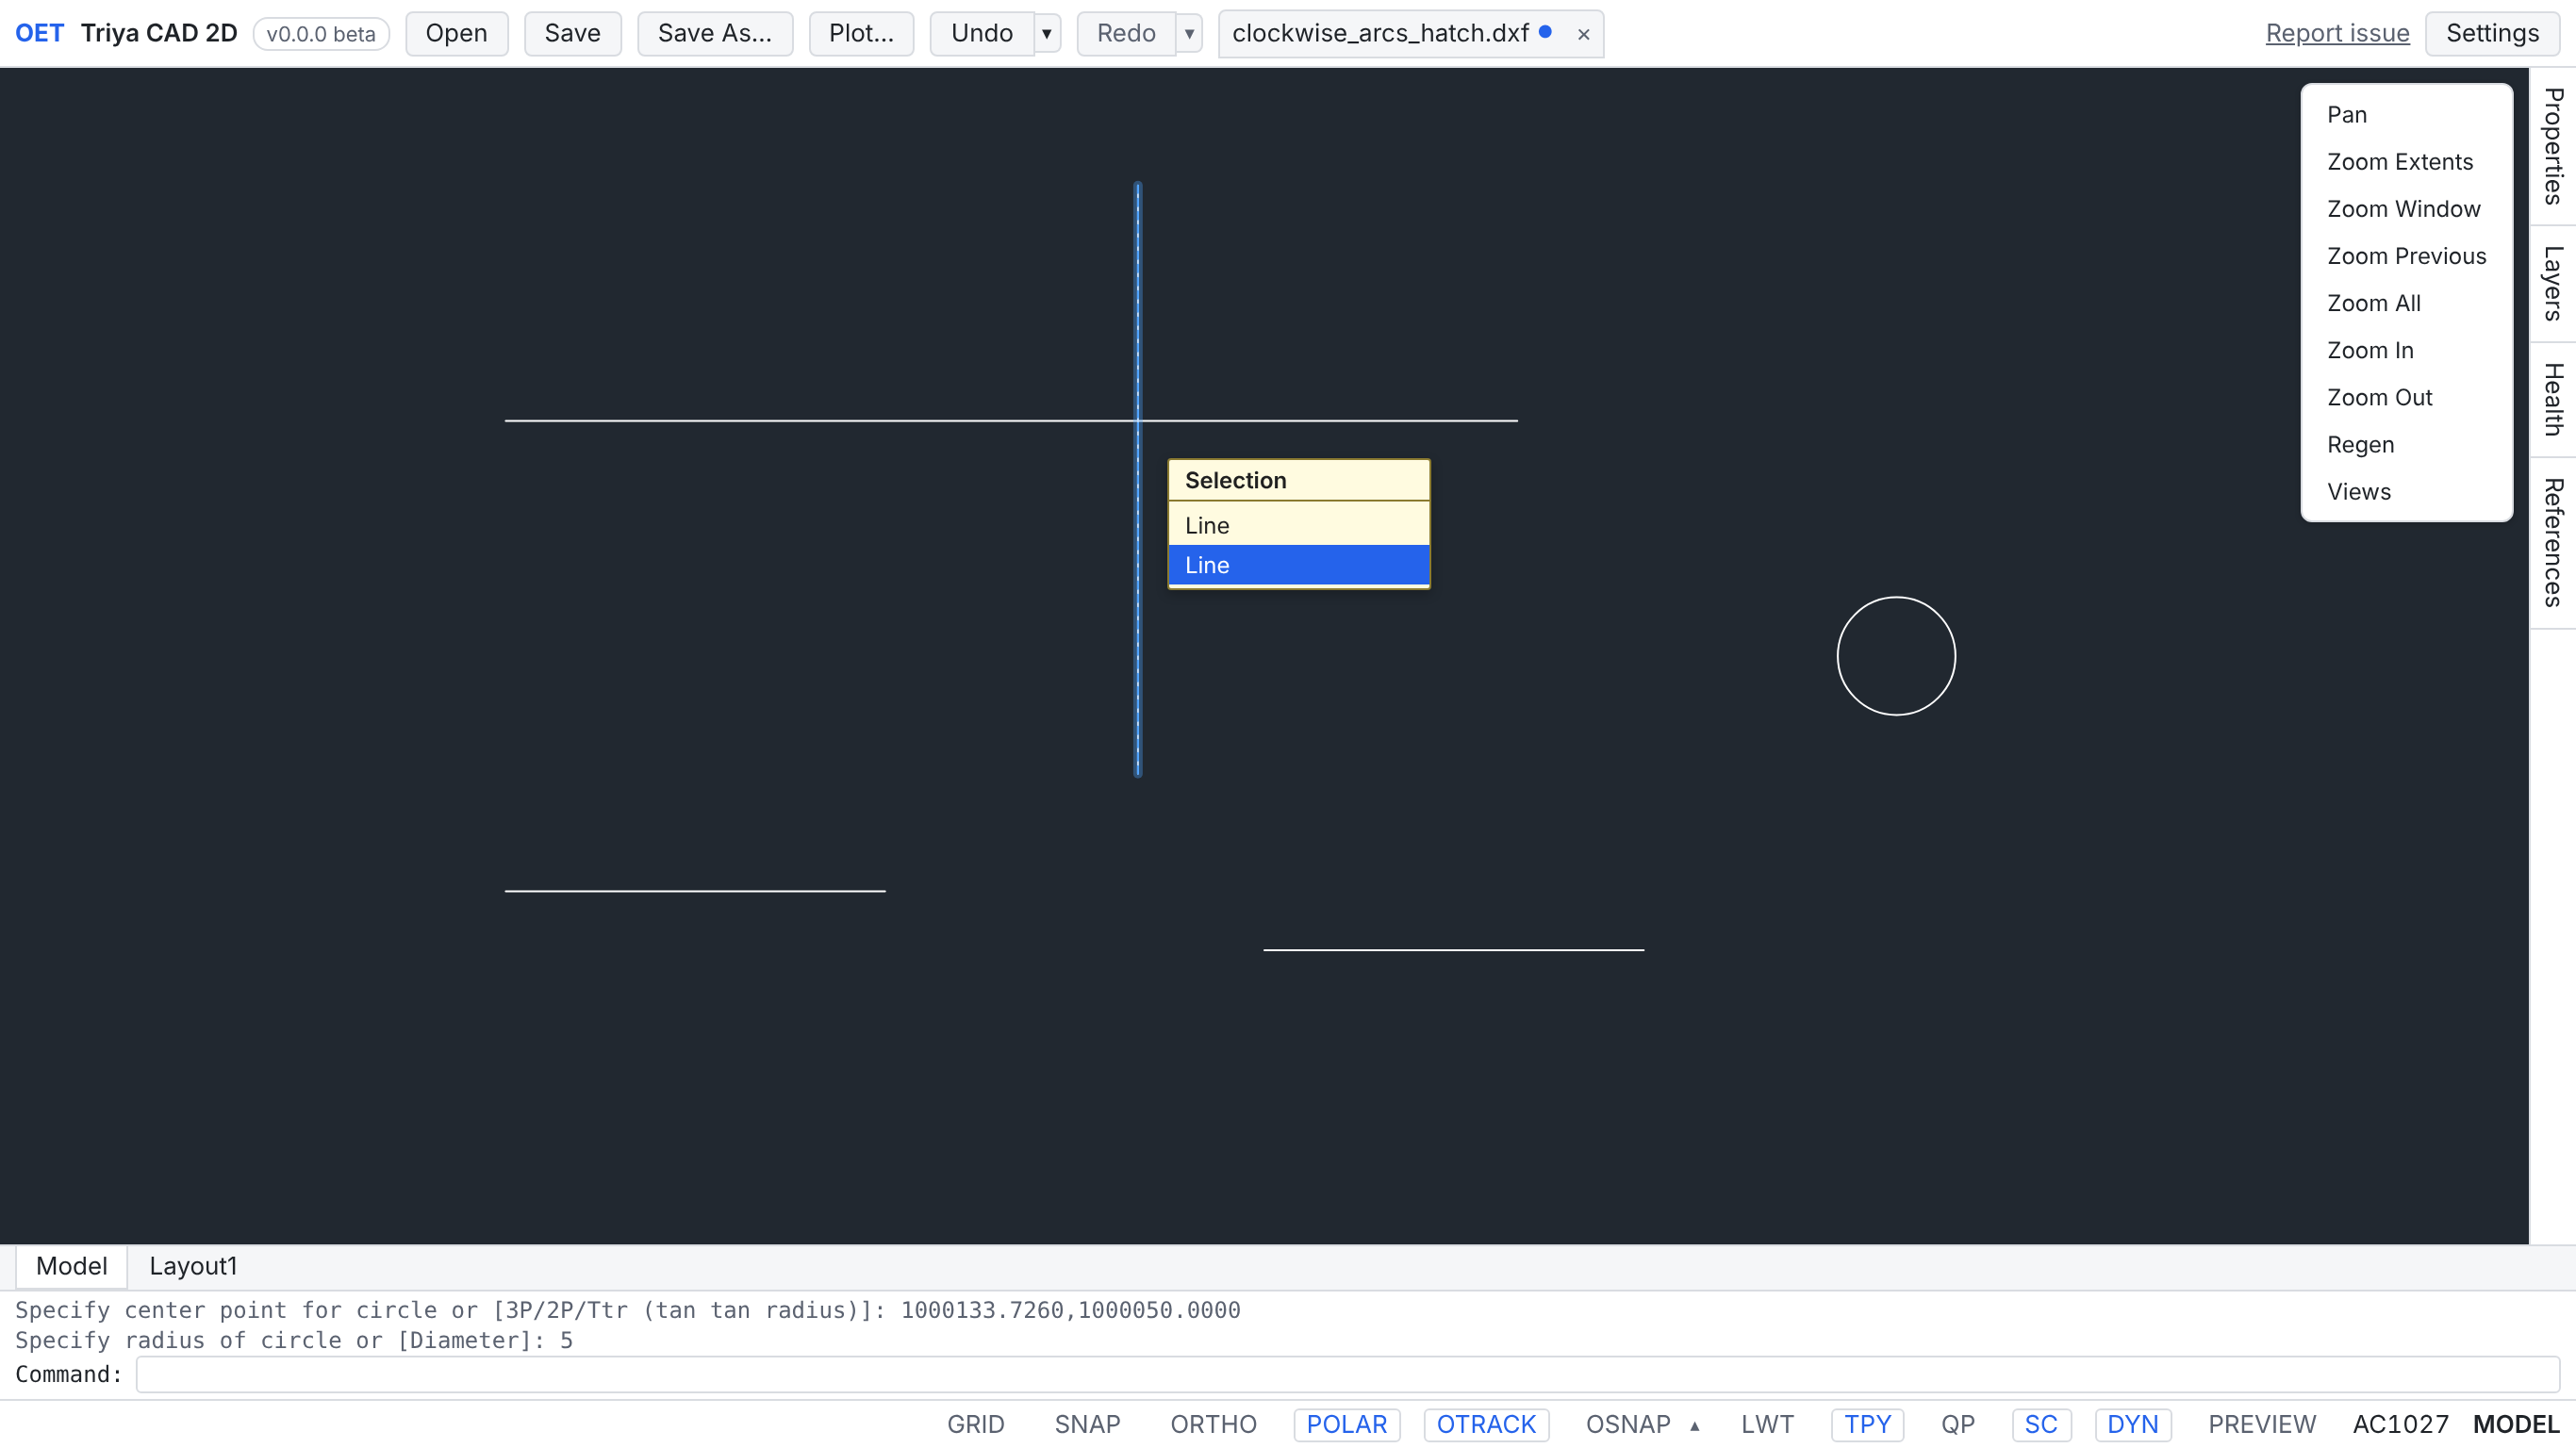 OET Triya CAD 2D v0.0.0 beta Open Save Save As... Plot... Undo ▾ Redo ▾ clockwise_arcs_hatch.dxf × Report issue Settings
Pan
Zoom Extents
Zoom Window
Zoom Previous
Zoom All
Zoom In
Zoom Out
Regen
Views
Properties
Layers
Health
References
Selection
Line
Line
Model Layout1
Specify center point for circle or [3P/2P/Ttr (tan tan radius)]: 1000133.7260,1000050.0000
Specify radius of circle or [Diameter]: 5
Command:
GRID SNAP ORTHO POLAR OTRACK OSNAP ▴ LWT TPY QP SC DYN PREVIEW AC1027 MODEL